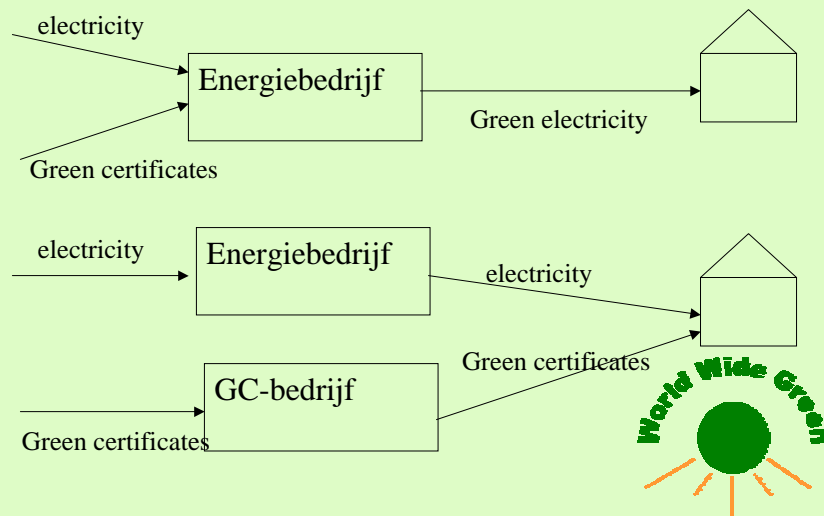 electricity
Energiebedrijf
Green electricity
Green certificates
electricity
Energiebedrijf
electricity
Green certificates
GC-bedrijf
Green certificates
World Wide Green